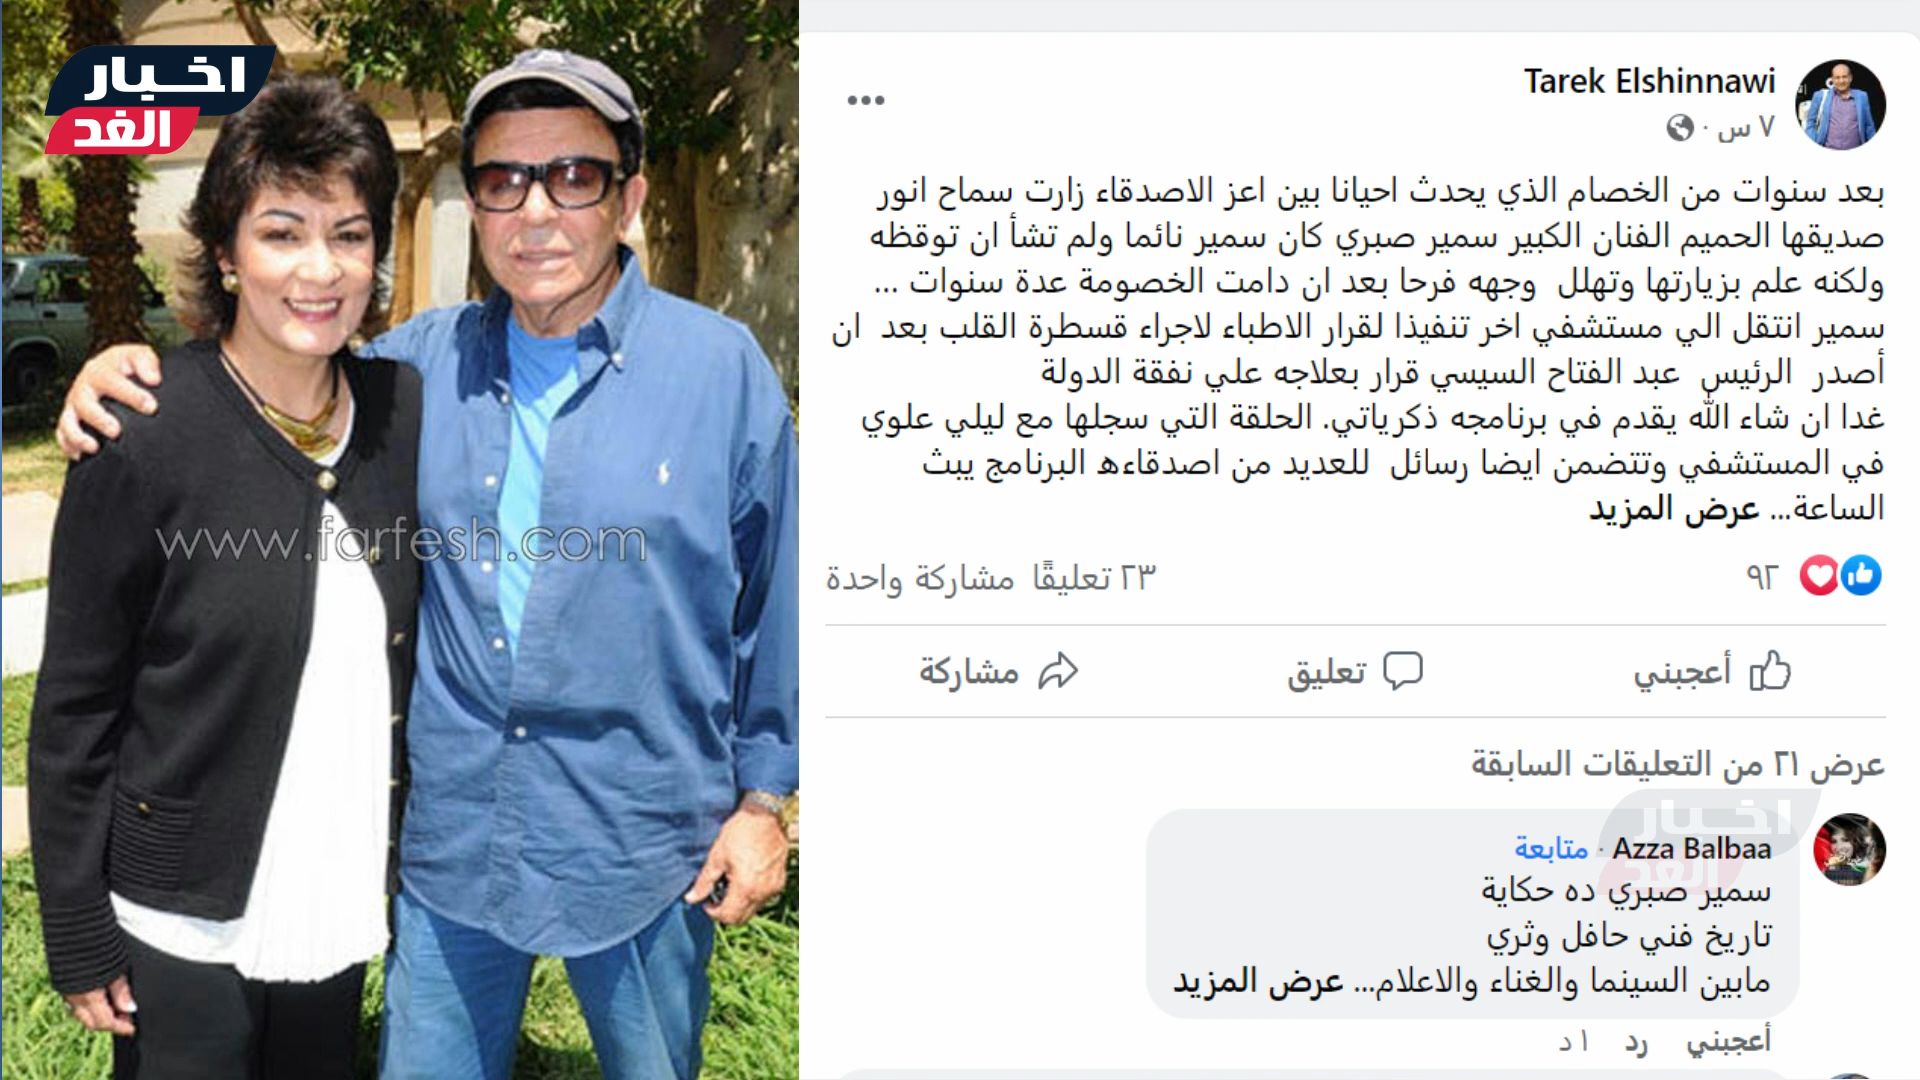 اخبار
الغد
www.farfesh.com
Tarek Elshinnawi
٧ س ·
بعد سنوات من الخصام الذي يحدث احيانا بين اعز الاصدقاء زارت سماح انور
صديقها الحميم الفنان الكبير سمير صبري كان سمير نائما ولم تشأ ان توقظه
ولكنه علم بزيارتها وتهلل وجهه فرحا بعد ان دامت الخصومة عدة سنوات ...
سمير انتقل الي مستشفي اخر تنفيذا لقرار الاطباء لاجراء قسطرة القلب بعد ان
أصدر الرئيس عبد الفتاح السيسي قرار بعلاجه علي نفقة الدولة
غدا ان شاء الله يقدم في برنامجه ذكرياتي. الحلقة التي سجلها مع ليلي علوي
في المستشفي وتتضمن ايضا رسائل للعديد من اصدقاءه البرنامج يبث
الساعة... عرض المزيد
٩٢
٢٣ تعليقًا مشاركة واحدة
أعجبني
تعليق
مشاركة
عرض ٢١ من التعليقات السابقة
اخبار
الغد
Azza Balbaa · متابعة
سمير صبري ده حكاية
تاريخ فني حافل وثري
مابين السينما والغناء والاعلام... عرض المزيد
أعجبني رد ١ د